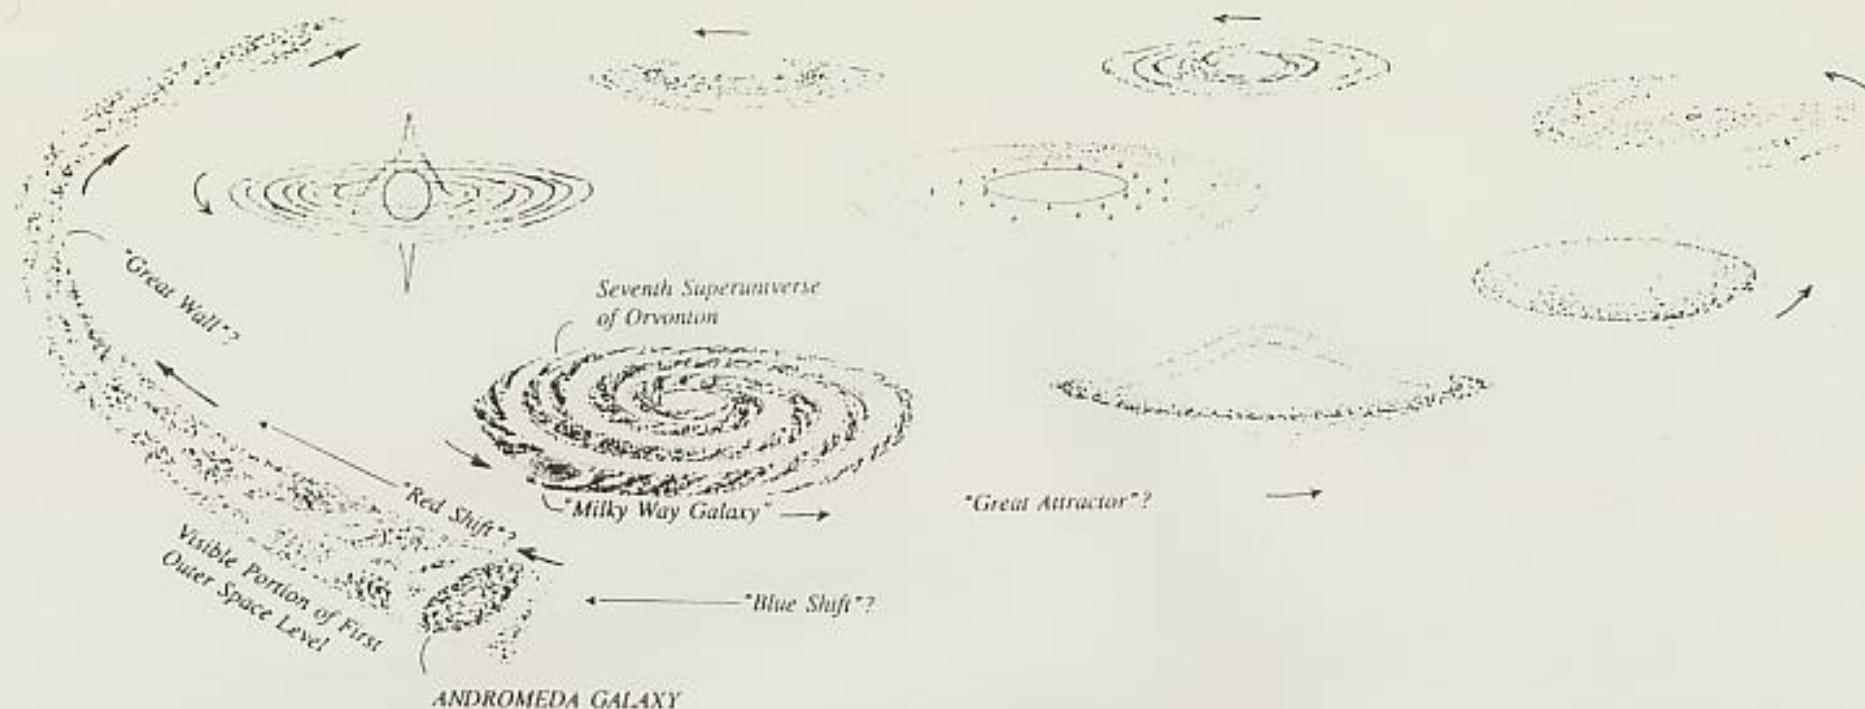 "Great Wall"?
Seventh Superuniverse
of Orvonton
"Red Shift"?
"Milky Way Galaxy"
"Great Attractor"?
Visible Portion of First
Outer Space Level
"Blue Shift"?
ANDROMEDA GALAXY